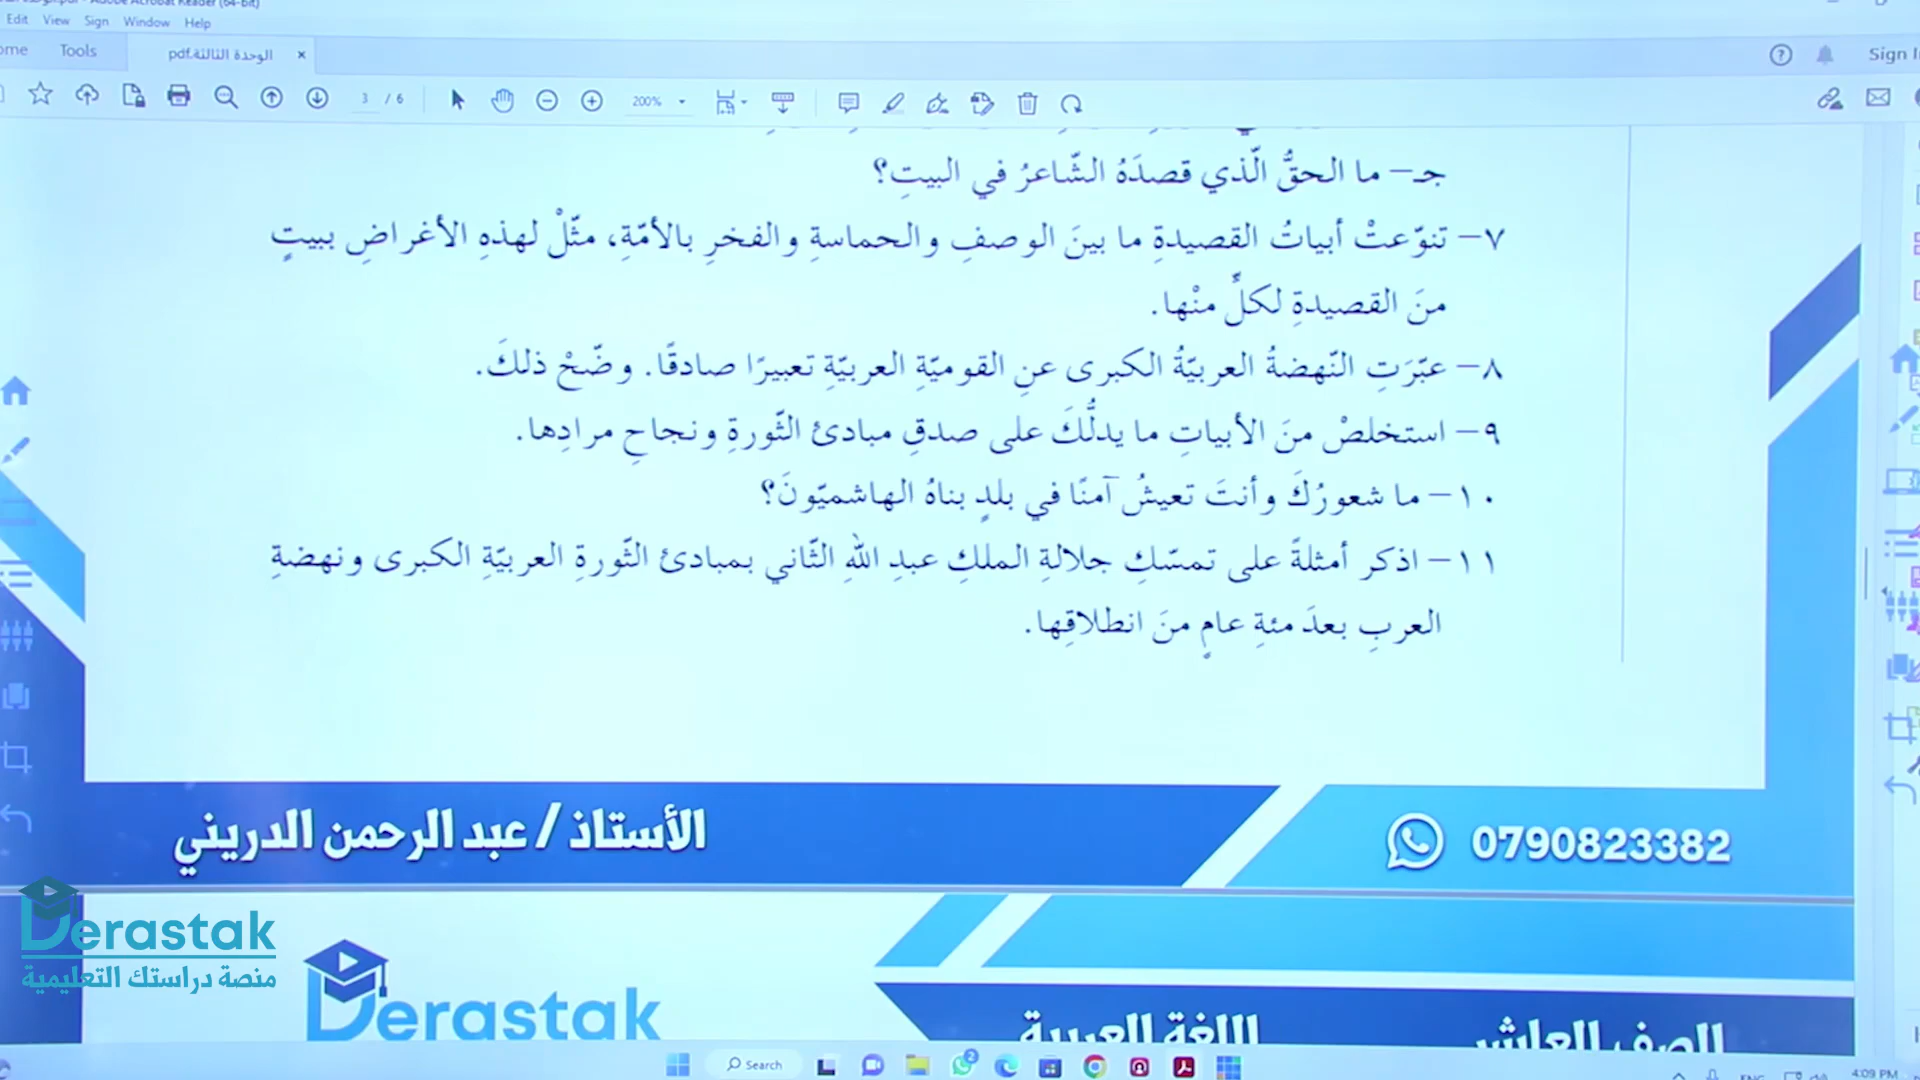 Edit View Sign Window Help
Tools
الوحدة الثالثة.pdf
×
Sign
3 / 6
200%
جـ– ما الحقُّ الّذي قصدَهُ الشّاعرُ في البيتِ؟
٧– تنوّعتْ أبياتُ القصيدةِ ما بينَ الوصفِ والحماسةِ والفخرِ بالأمّةِ، مثّلْ لهذهِ الأغراضِ ببيتٍ
منَ القصيدةِ لكلٍّ منْها.
٨– عبّرَتِ النّهضةُ العربيّةُ الكبرى عنِ القوميّةِ العربيّةِ تعبيرًا صادقًا. وضّحْ ذلكَ.
٩– استخلصْ منَ الأبياتِ ما يدلُّكَ على صدقِ مبادئ الثّورةِ ونجاحِ مرادِها.
١٠– ما شعورُكَ وأنتَ تعيشُ آمنًا في بلدٍ بناهُ الهاشميّونَ؟
١١– اذكر أمثلةً على تمسّكِ جلالةِ الملكِ عبدِ اللهِ الثّاني بمبادئ الثّورةِ العربيّةِ الكبرى ونهضةِ
العربِ بعدَ مئةِ عامٍ منَ انطلاقِها.
0790823382
الأستاذ / عبد الرحمن الدريني
Derastak
منصة دراستك التعليمية
Derastak
الصف العاشر
اللغة العربية
Search
2
ENG
4:09 PM